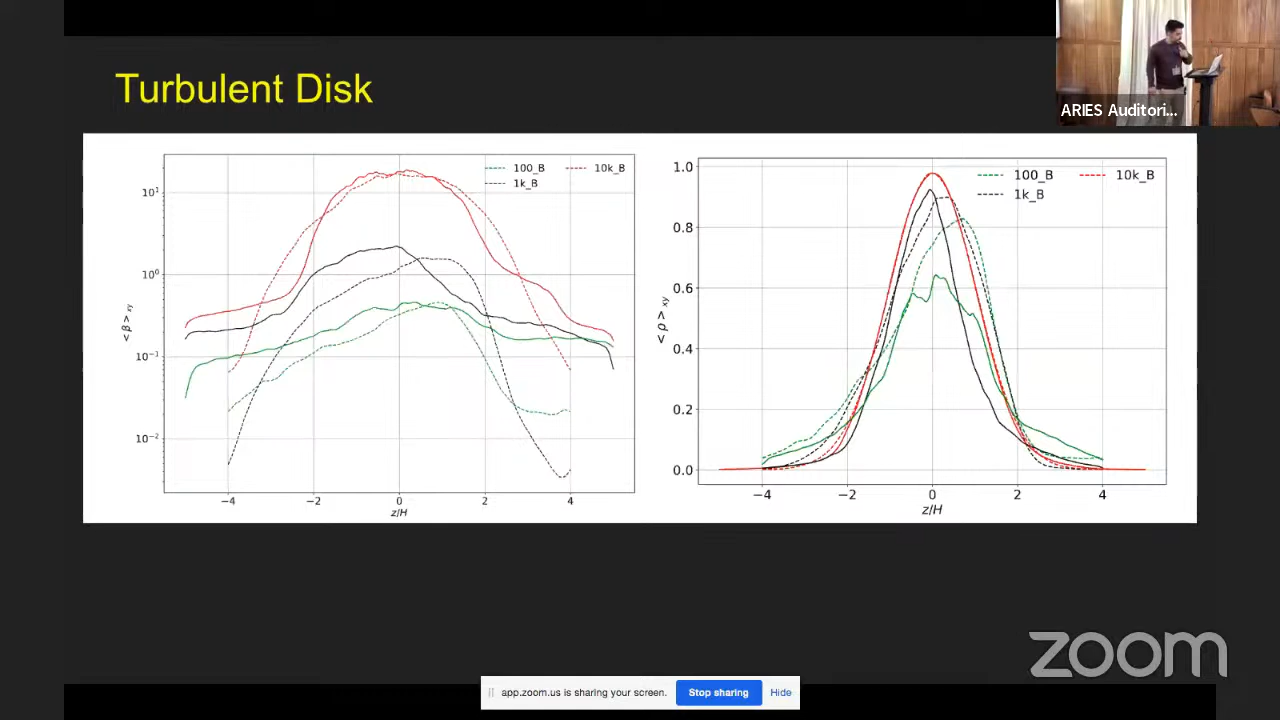 Turbulent Disk
ARIES Auditori...
100_B
10k_B
1k_B
10¹
10⁰
10⁻¹
10⁻²
< β > xy
−4
−2
0
2
4
z/H
100_B
10k_B
1k_B
1.0
0.8
0.6
0.4
0.2
0.0
< ρ > xy
−4
−2
0
2
4
z/H
zoom
app.zoom.us is sharing your screen.
Stop sharing
Hide